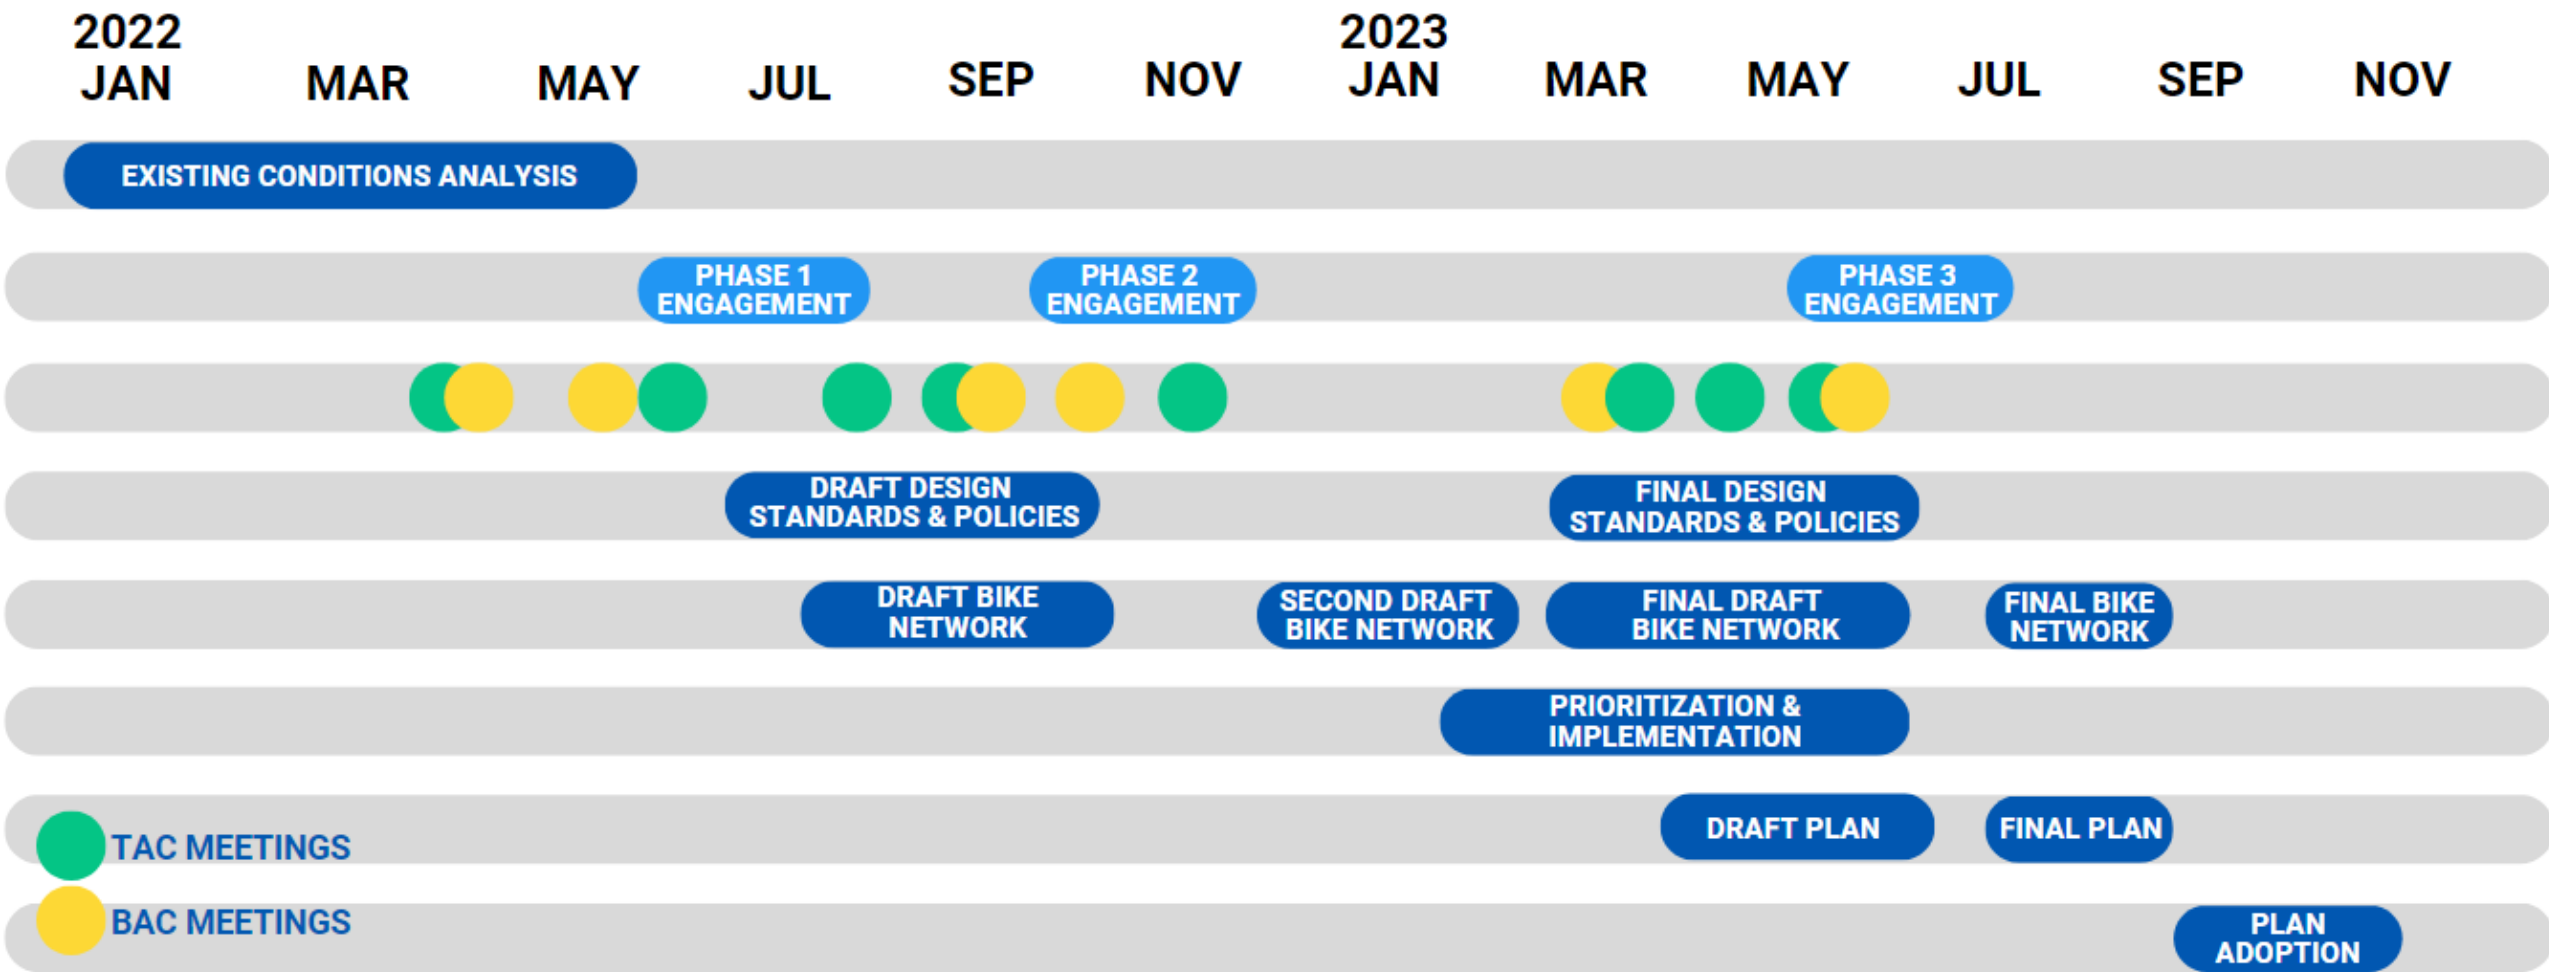 2022
2023
JAN MAR MAY JUL SEP NOV JAN MAR MAY JUL SEP NOV
EXISTING CONDITIONS ANALYSIS
PHASE 1
ENGAGEMENT
PHASE 2
ENGAGEMENT
PHASE 3
ENGAGEMENT
DRAFT DESIGN
STANDARDS & POLICIES
FINAL DESIGN
STANDARDS & POLICIES
DRAFT BIKE
NETWORK
SECOND DRAFT
BIKE NETWORK
FINAL DRAFT
BIKE NETWORK
FINAL BIKE
NETWORK
PRIORITIZATION &
IMPLEMENTATION
DRAFT PLAN
FINAL PLAN
TAC MEETINGS
BAC MEETINGS
PLAN
ADOPTION